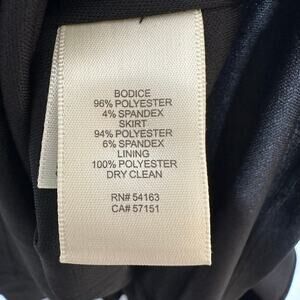 BODICE
96% POLYESTER
4% SPANDEX
SKIRT
94% POLYESTER
6% SPANDEX
LINING
100% POLYESTER
DRY CLEAN
RN# 54163
CA# 57151